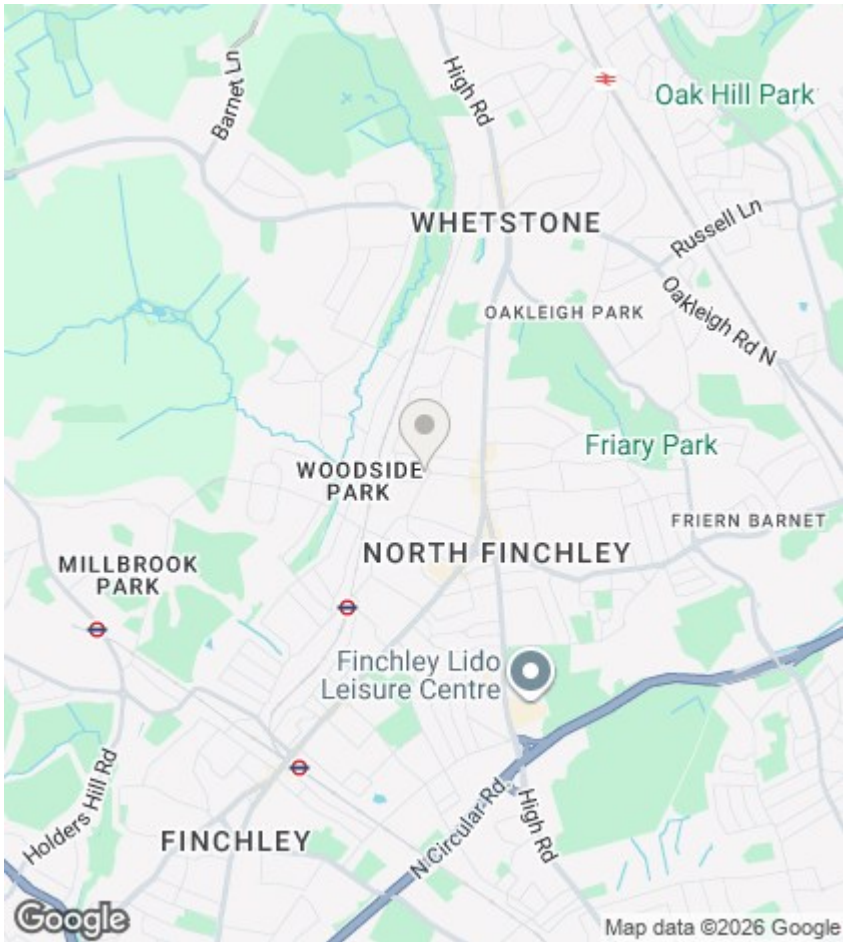 High Rd
Barnet Ln
Oak Hill Park
WHETSTONE
Russell Ln
OAKLEIGH PARK
Oakleigh Rd N
Friary Park
WOODSIDE
PARK
FRIERN BARNET
NORTH FINCHLEY
MILLBROOK
PARK
Finchley Lido
Leisure Centre
Holders Hill Rd
N Circular Rd
High Rd
FINCHLEY
Google
Map data ©2026 Google